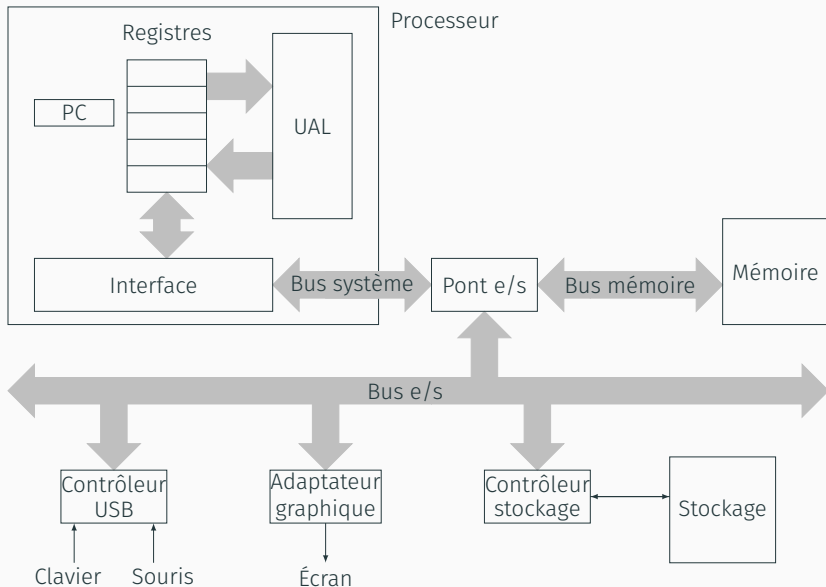 Processeur
Registres
PC
UAL
Interface
Bus système
Pont e/s
Bus mémoire
Mémoire
Bus e/s
Contrôleur
USB
Adaptateur
graphique
Contrôleur
stockage
Stockage
Clavier
Souris
Écran